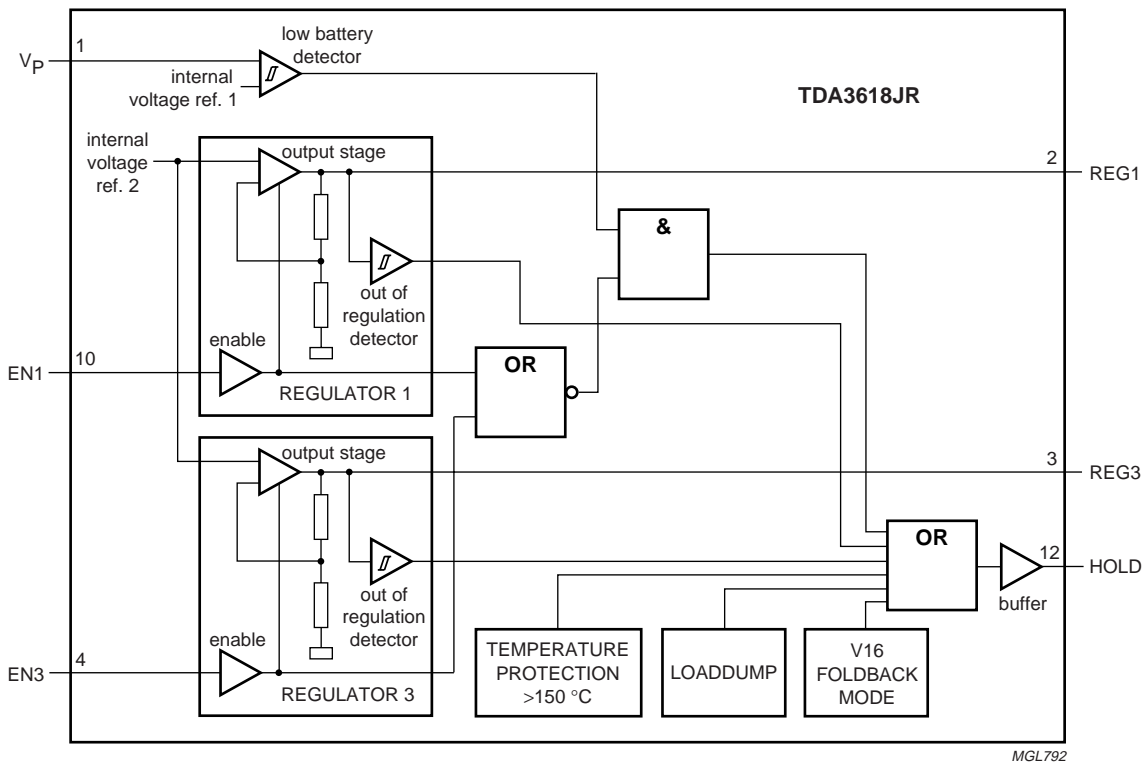 1
low battery
detector
VP
internal
voltage ref. 1
TDA3618JR
internal
voltage
ref. 2
output stage
2
REG1
&
out of
regulation
detector
enable
10
EN1
REGULATOR 1
OR
output stage
3
REG3
OR
12
HOLD
buffer
out of
regulation
detector
enable
4
EN3
REGULATOR 3
TEMPERATURE
PROTECTION
>150 °C
LOADDUMP
V16
FOLDBACK
MODE
MGL792